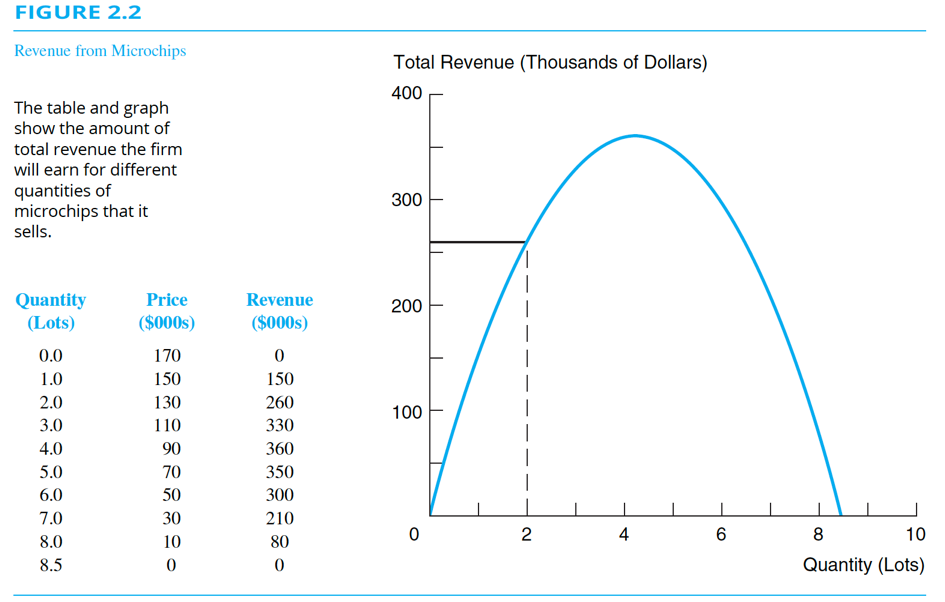 FIGURE 2.2
Revenue from Microchips
The table and graph
show the amount of
total revenue the firm
will earn for different
quantities of
microchips that it
sells.
Quantity Price Revenue
(Lots) ($000s) ($000s)
0.0 170 0
1.0 150 150
2.0 130 260
3.0 110 330
4.0 90 360
5.0 70 350
6.0 50 300
7.0 30 210
8.0 10 80
8.5 0 0
Total Revenue (Thousands of Dollars)
400
300
200
100
0 2 4 6 8 10
Quantity (Lots)